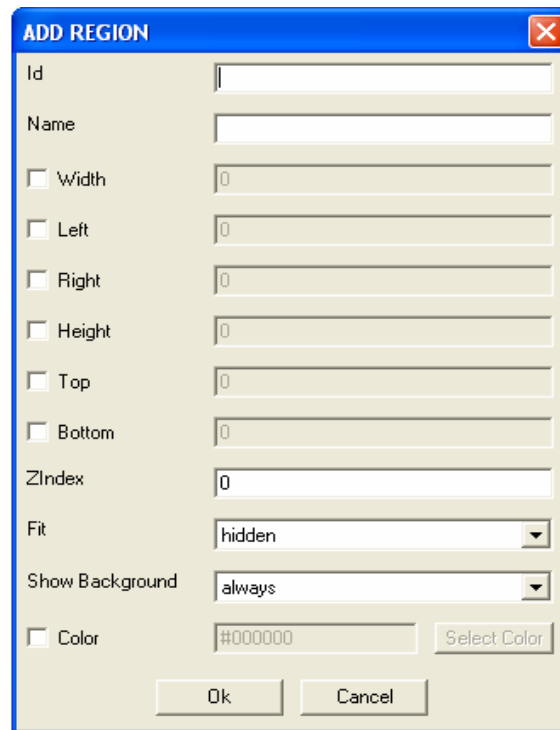 ADD REGION
Id
Name
Width 0
Left 0
Right 0
Height 0
Top 0
Bottom 0
ZIndex 0
Fit hidden
Show Background always
Color #000000 Select Color
Ok Cancel